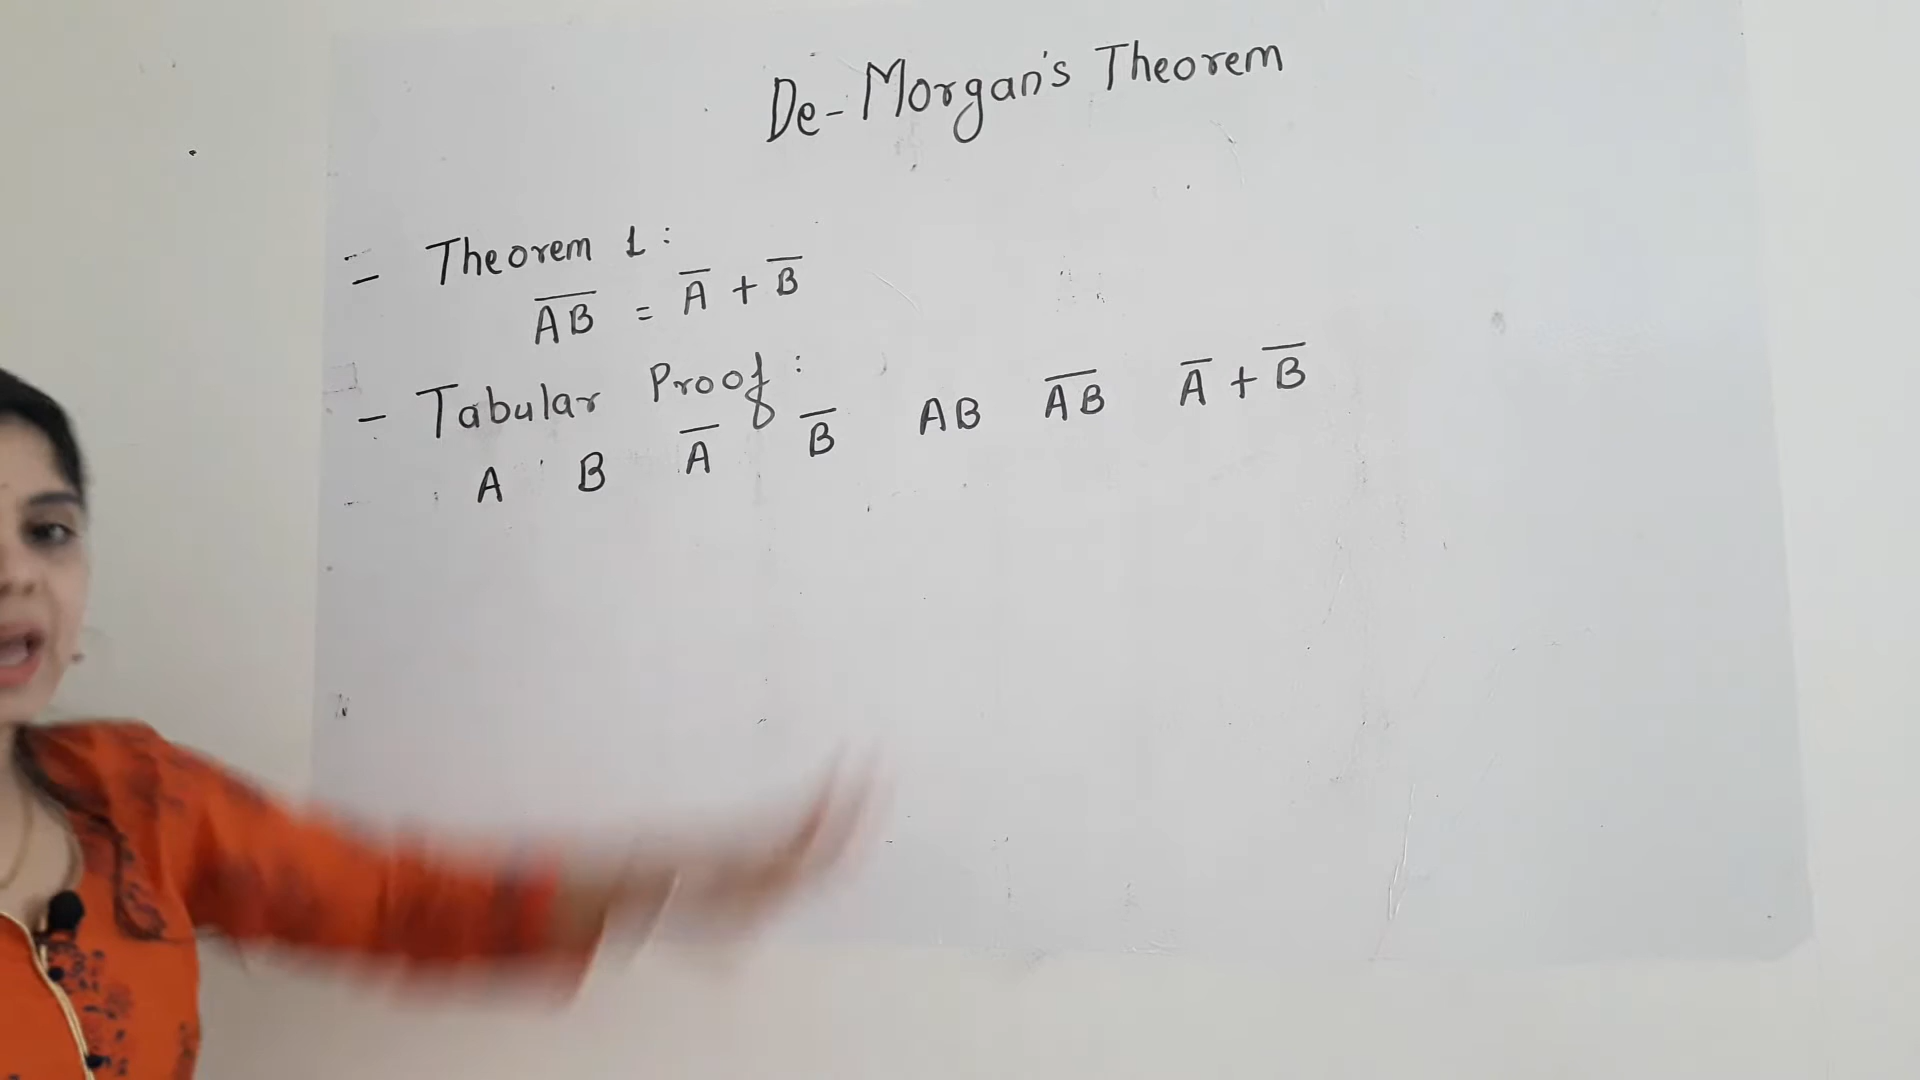 De-Morgan's Theorem
= Theorem 1:
A̅B̅ = A̅ + B̅
- Tabular Proof:
A B A̅ B̅ AB A̅B̅ A̅ + B̅